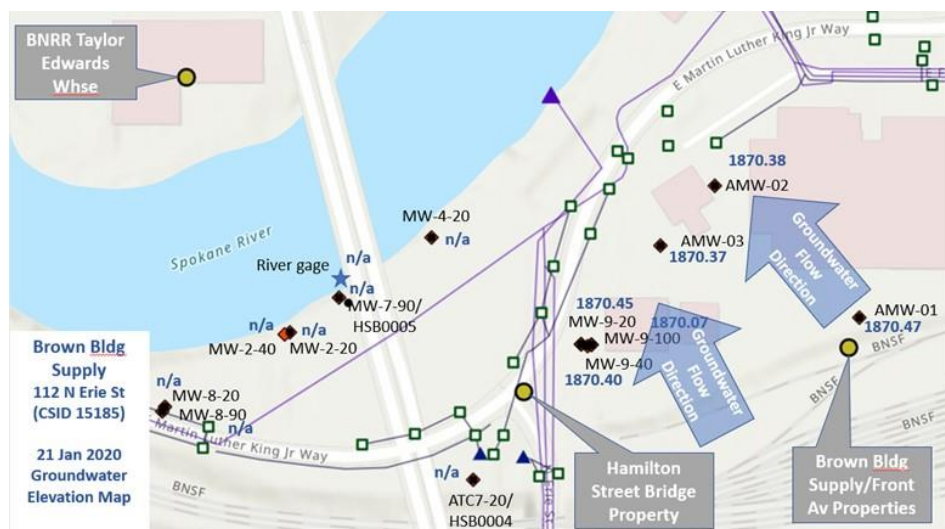 BNRR Taylor
Edwards
Whse
E Martin Luther King Jr Way
E E
1870.38
AMW-02
MW-4-20
n/a
Spokane River
n/a
River gage
n/a
MW-7-90/
HSB0005
AMW-03
1870.37
Groundwater
Flow
Direction
1870.45
MW-9-20
1870.07
MW-9-100
MW-9-40
1870.40
Groundwater
Flow
Direction
AMW-01
1870.47
BNSF
BNSF
BNSF
n/a
n/a
MW-2-40
MW-2-20
n/a
MW-8-20
MW-8-90
n/a
Martin Luther King Jr Way
BNSF
BNSF
Brown Bldg
Supply
112 N Erie St
(CSID 15185)
21 Jan 2020
Groundwater
Elevation Map
n/a
ATC7-20/
HSB0004
Hamilton
Street Bridge
Property
Brown Bldg
Supply/Front
Av Properties